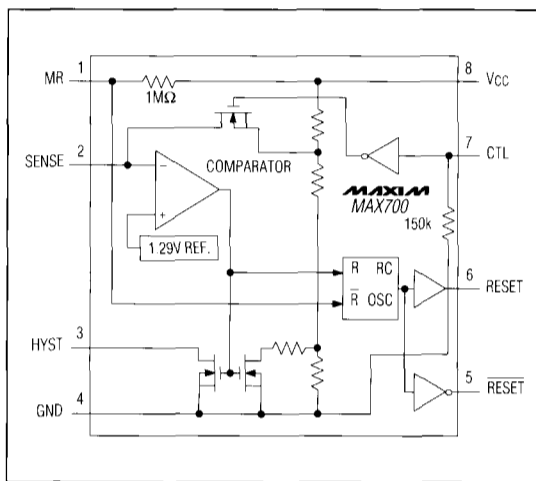 MR 1
1MΩ
8 VCC
SENSE 2
7 CTL
COMPARATOR
MAXIM
MAX700
150k
− 
+
1.29V REF.
R RC
R̅ OSC
6 RESET
HYST 3
GND 4
5 R̅E̅S̅E̅T̅